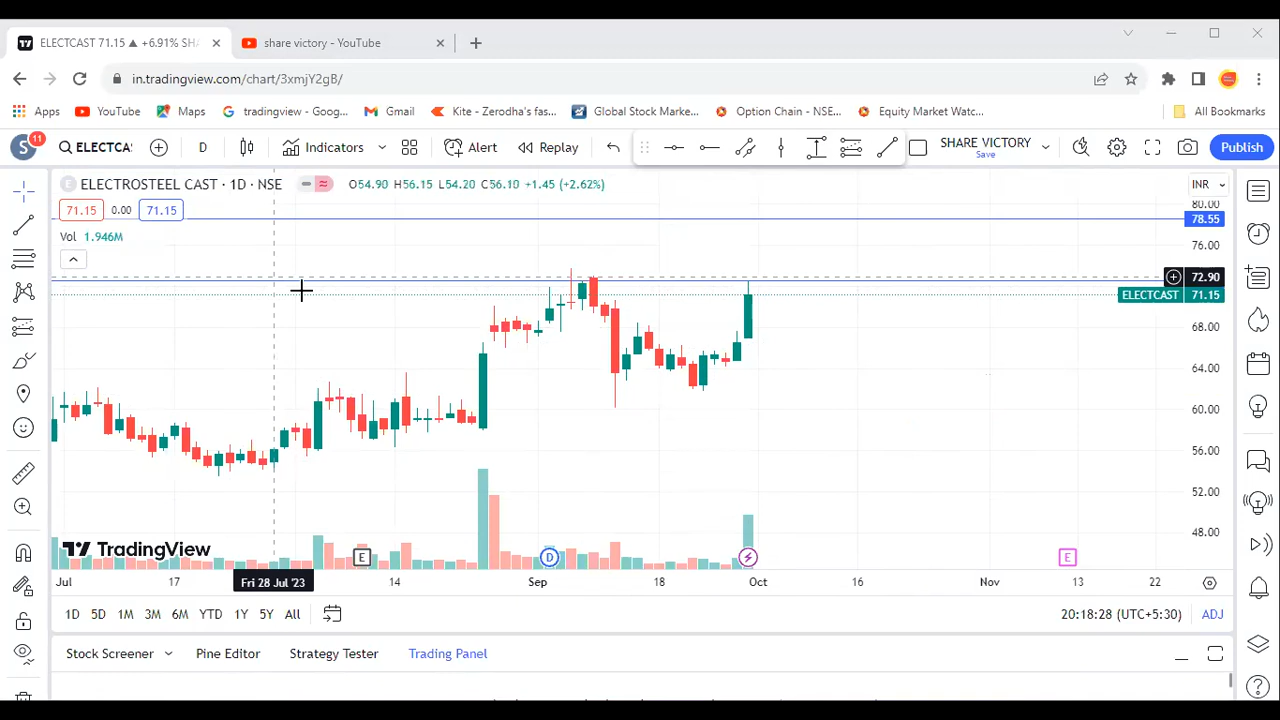 ELECTCAST 71.15 ▲ +6.91% SHA
share victory - YouTube
in.tradingview.com/chart/3xmjY2gB/
Apps YouTube Maps tradingview - Goog... Gmail Kite - Zerodha's fas... Global Stock Marke... Option Chain - NSE... Equity Market Watc... All Bookmarks
S 11 ELECTCA D Indicators Alert Replay SHARE VICTORY Save Publish
ELECTROSTEEL CAST · 1D · NSE O54.90 H56.15 L54.20 C56.10 +1.45 (+2.62%) INR
80.00
71.15 0.00 71.15 78.55
Vol 1.946M
76.00
72.90
ELECTCAST 71.15
68.00
64.00
60.00
56.00
52.00
48.00
TradingView
E D E
Jul 17 Fri 28 Jul '23 14 Sep 18 Oct 16 Nov 13 22
1D 5D 1M 3M 6M YTD 1Y 5Y All 20:18:28 (UTC+5:30) ADJ
Stock Screener Pine Editor Strategy Tester Trading Panel